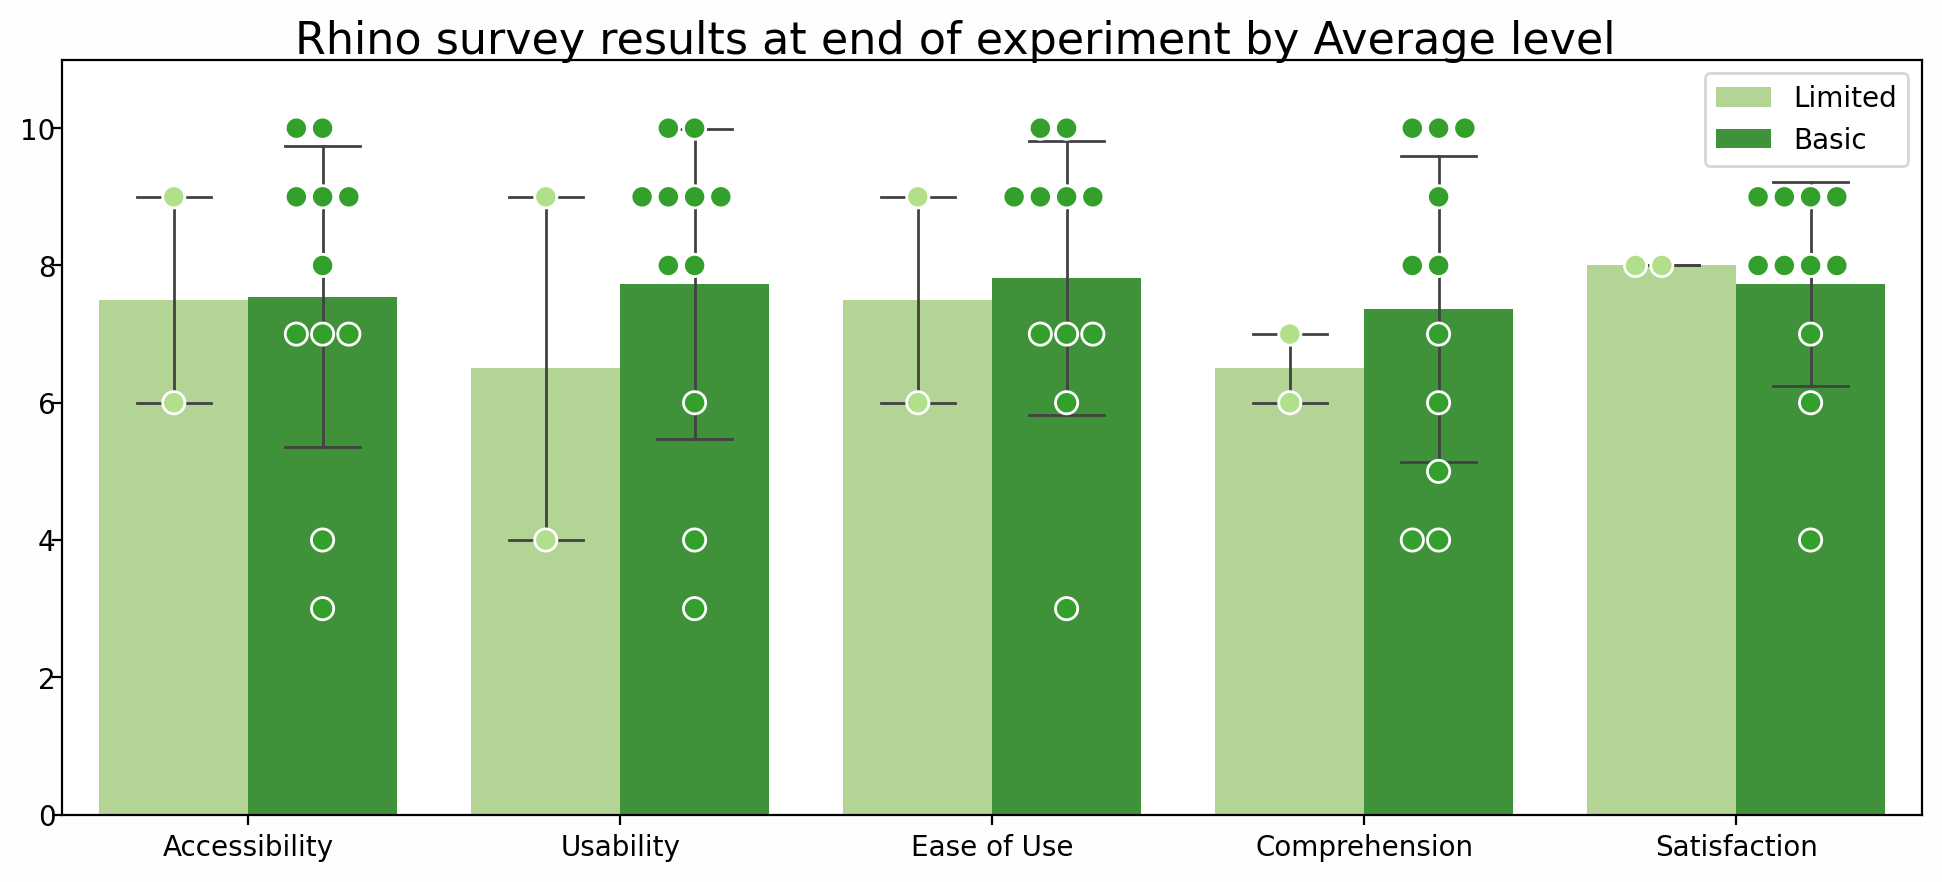 Rhino survey results at end of experiment by Average level
Limited
Basic
10
8
6
4
2
0
Accessibility Usability Ease of Use Comprehension Satisfaction